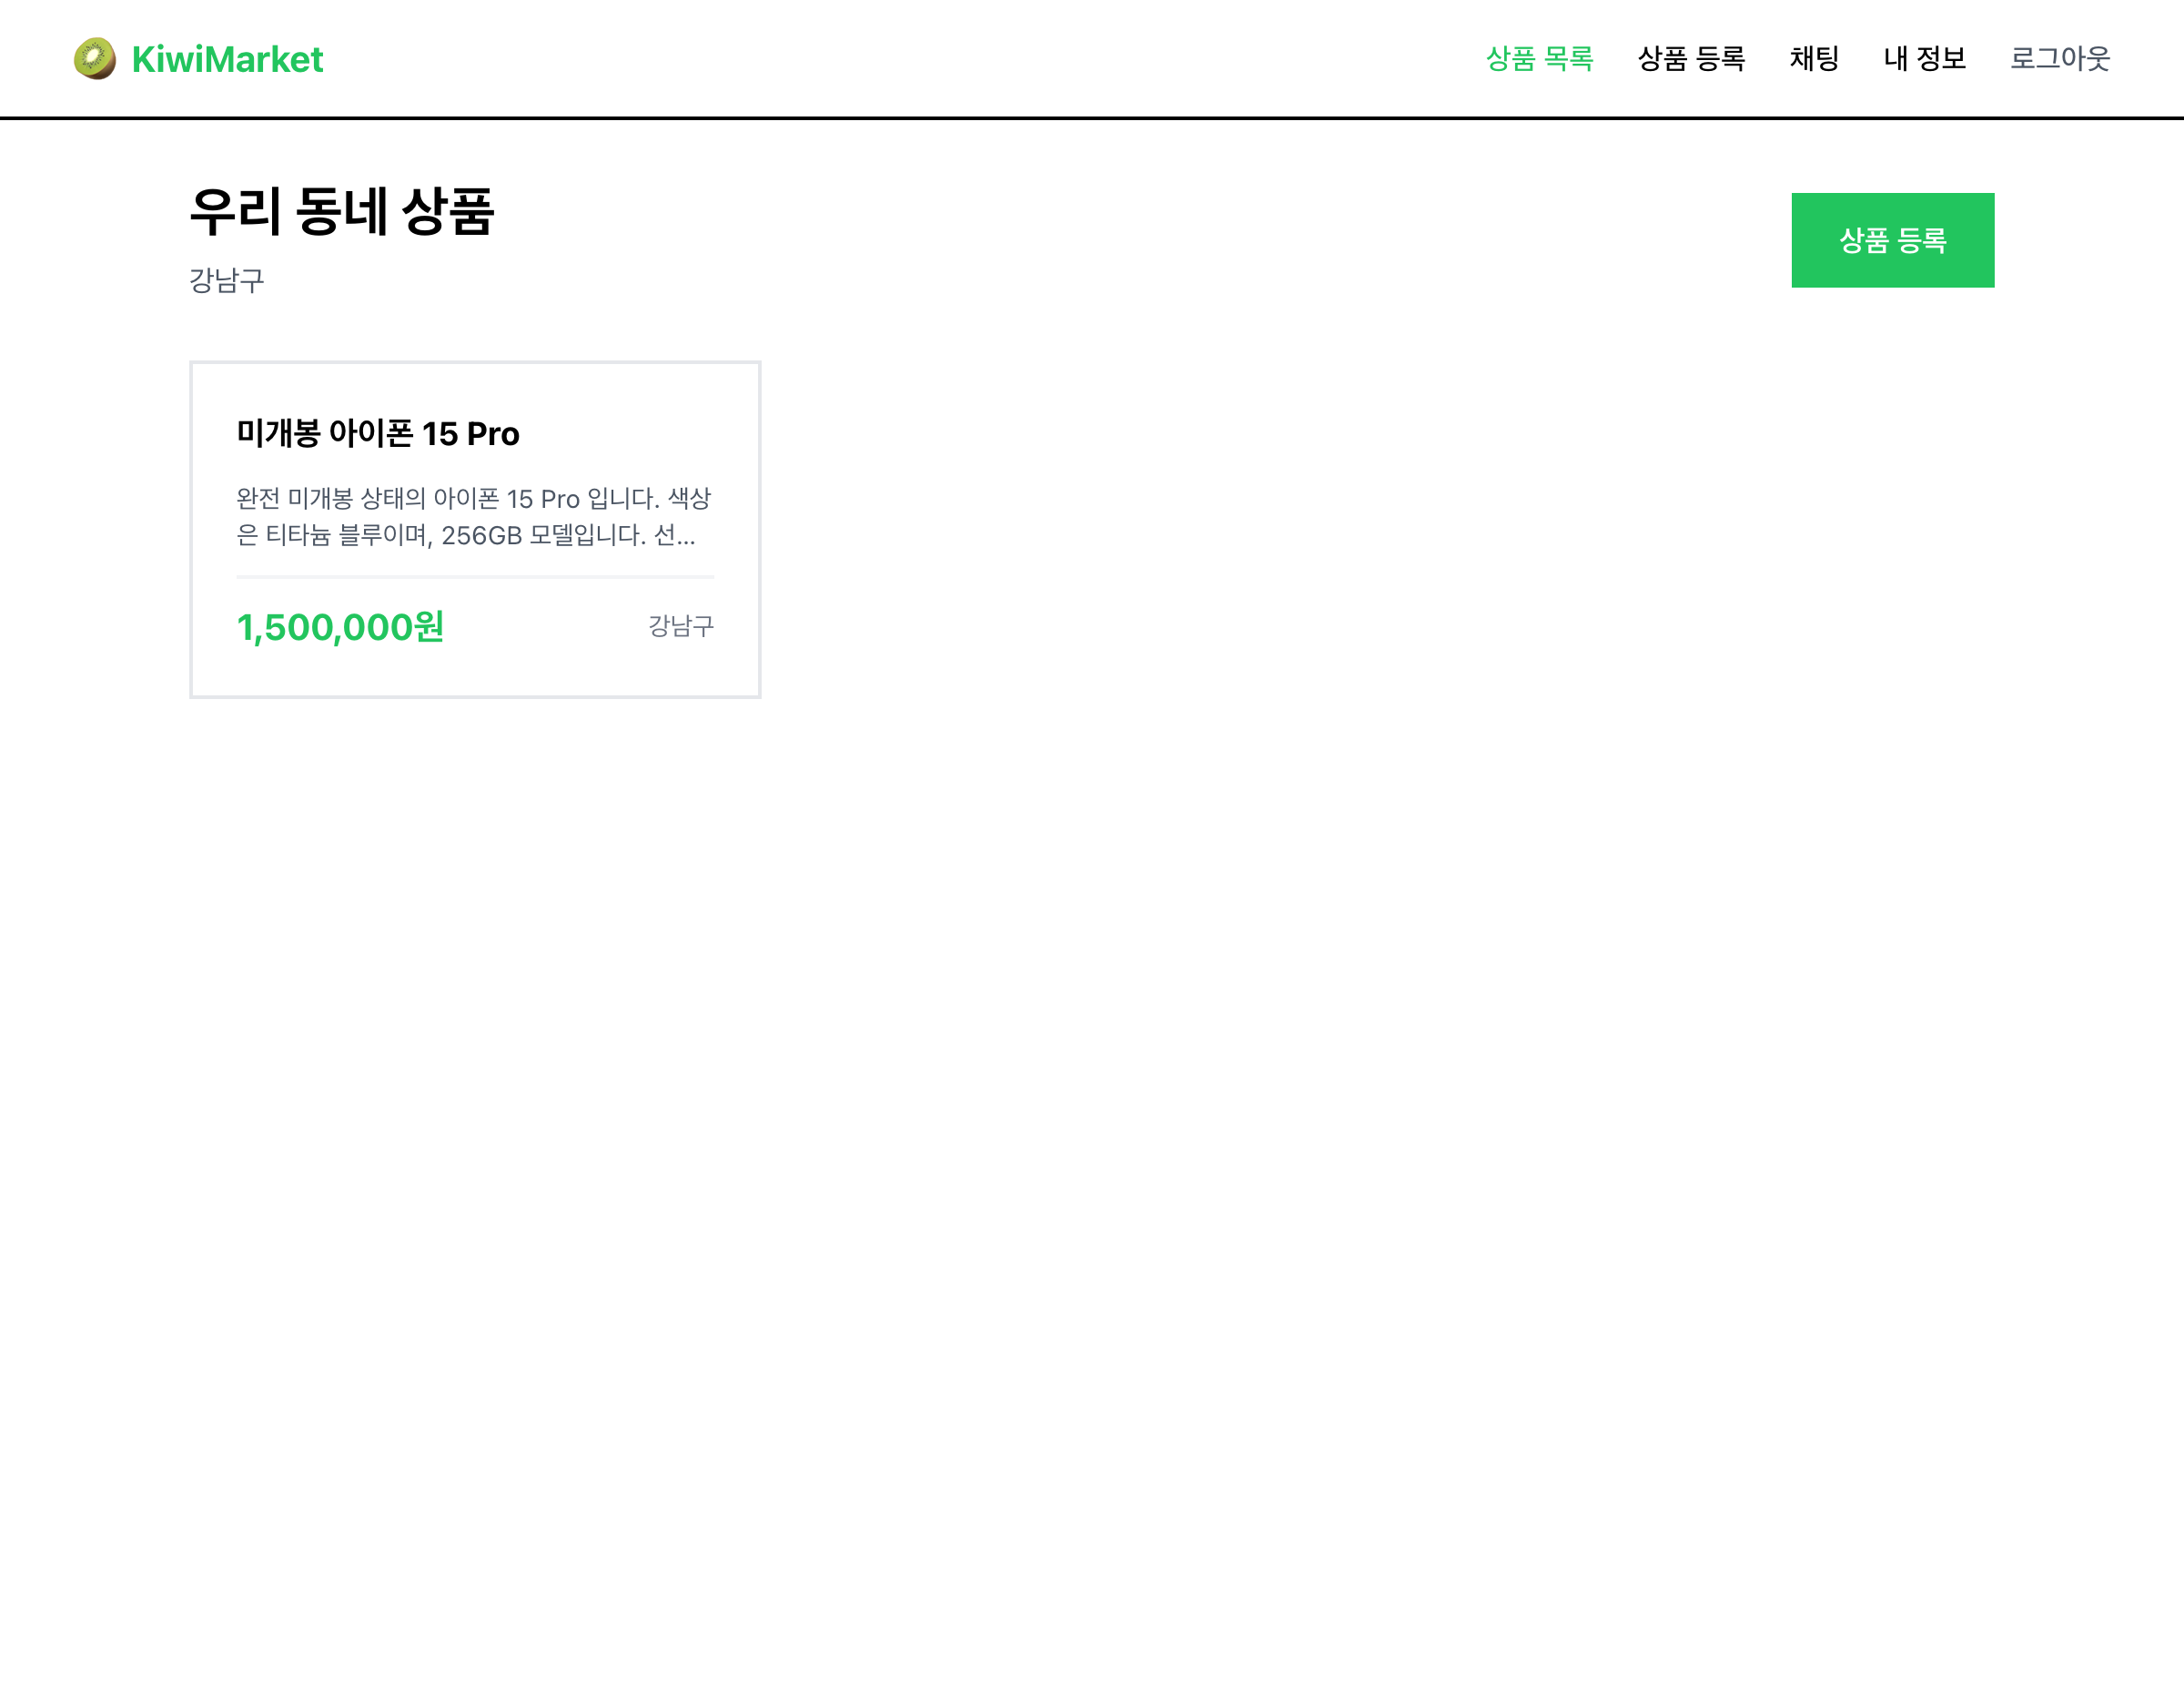 KiwiMarket
상품 목록 상품 등록 채팅 내 정보 로그아웃
우리 동네 상품
강남구
상품 등록
미개봉 아이폰 15 Pro
완전 미개봉 상태의 아이폰 15 Pro 입니다. 색상
은 티타늄 블루이며, 256GB 모델입니다. 선...
1,500,000원
강남구